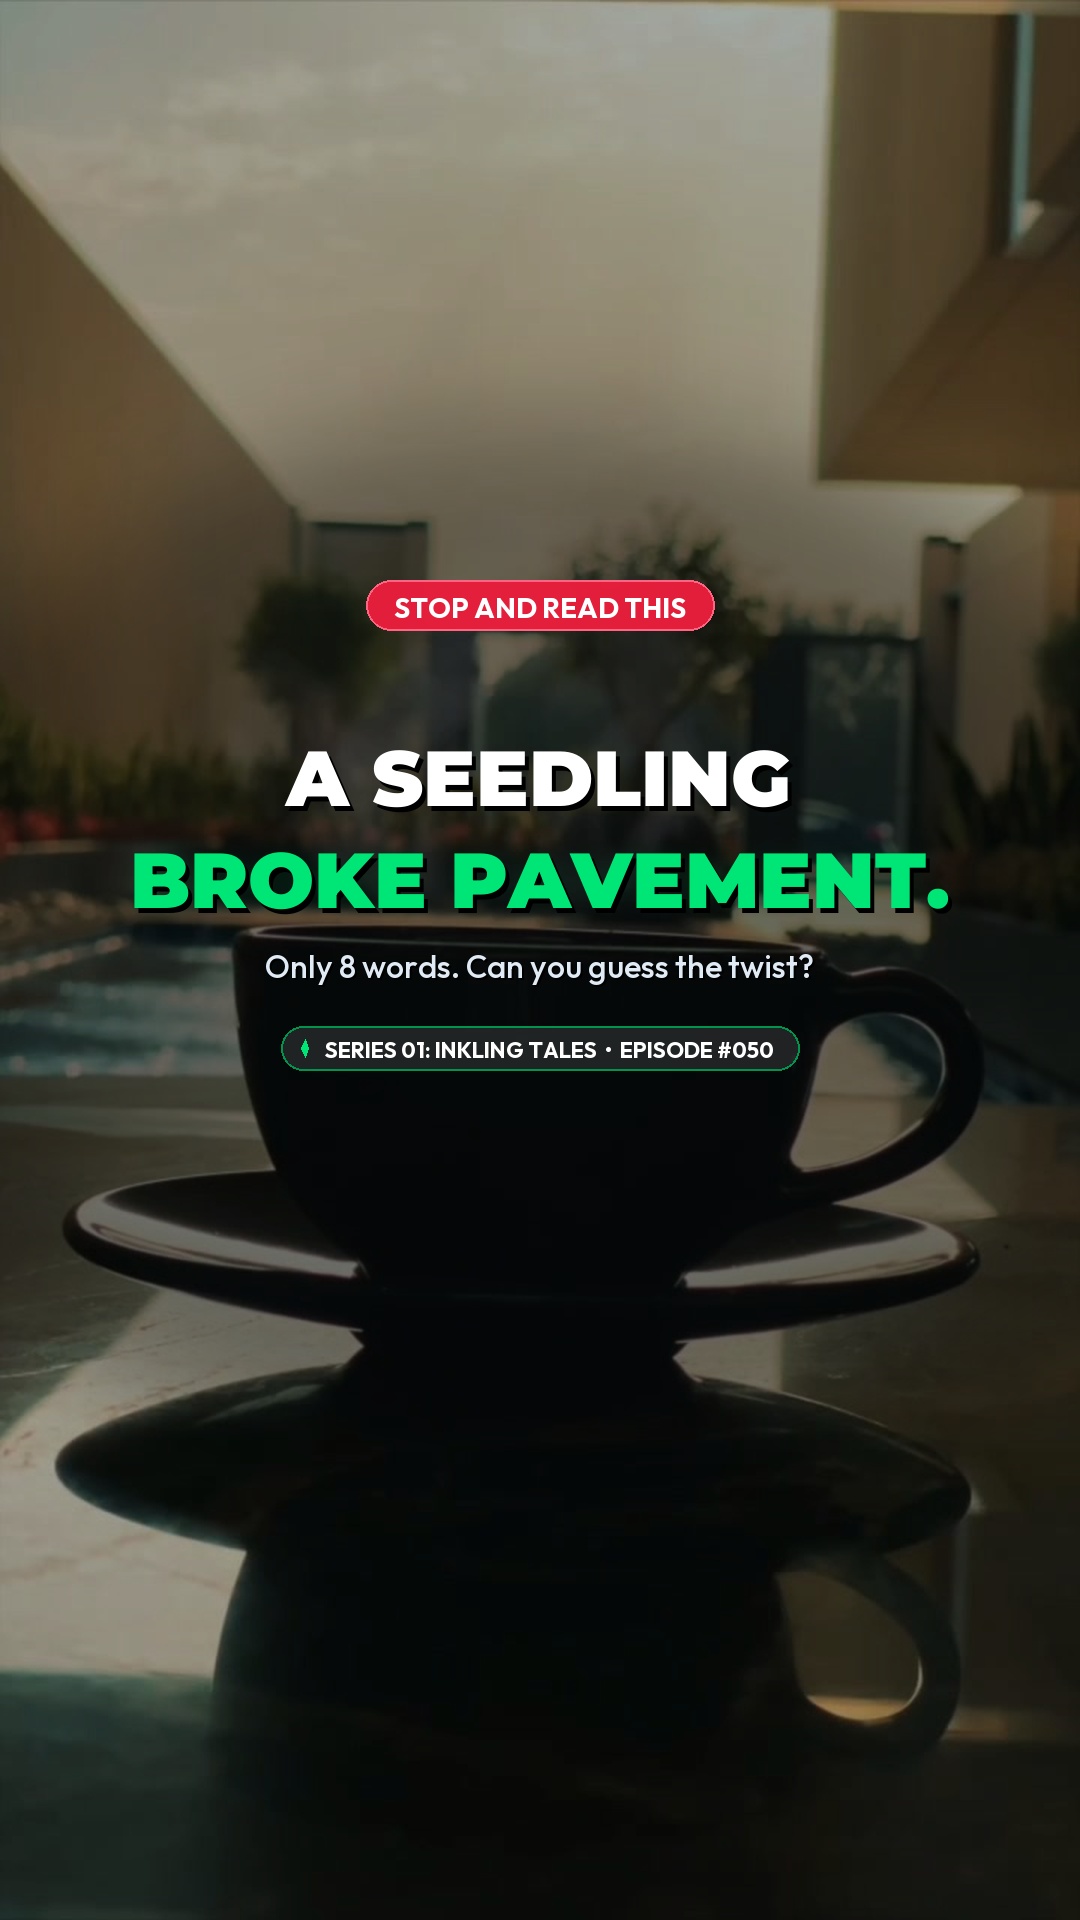 STOP AND READ THIS
A SEEDLING
BROKE PAVEMENT.
Only 8 words. Can you guess the twist?
SERIES 01: INKLING TALES • EPISODE #050